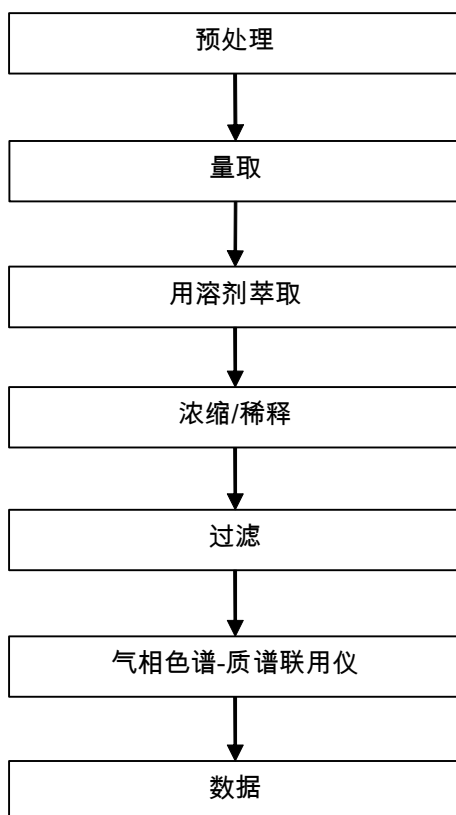 预处理
量取
用溶剂萃取
浓缩/稀释
过滤
气相色谱-质谱联用仪
数据